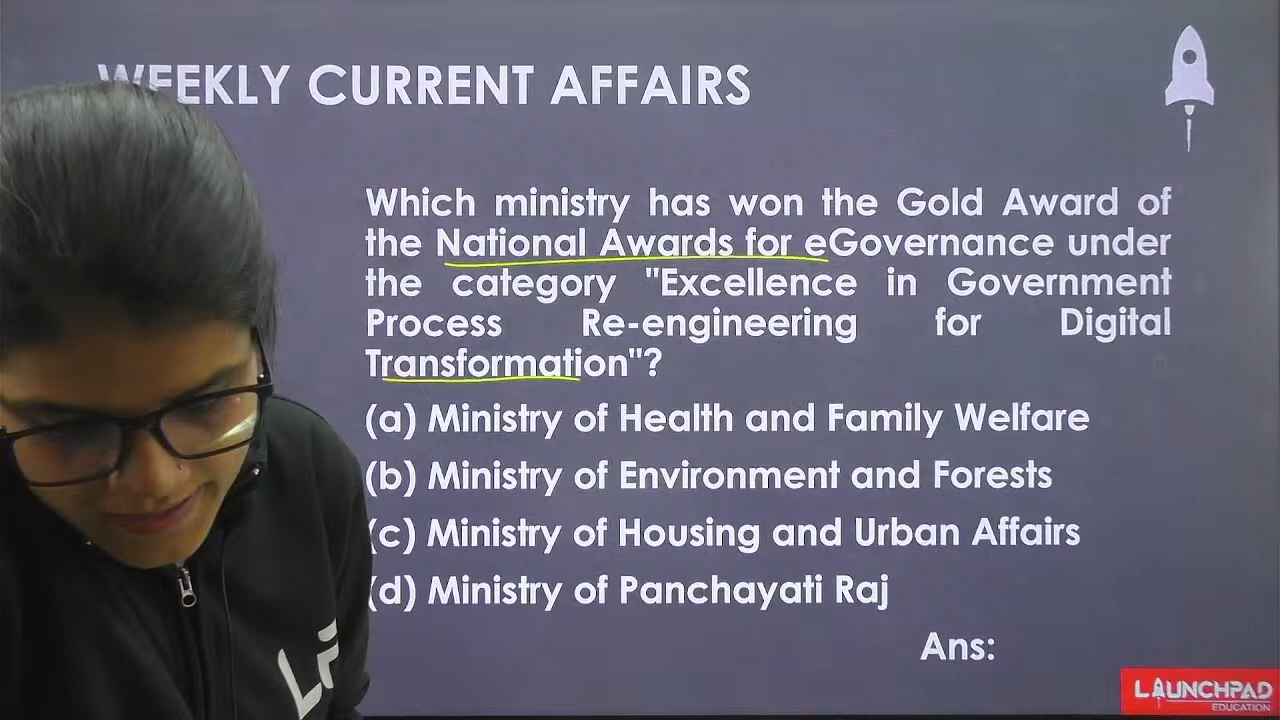 WEEKLY CURRENT AFFAIRS
Which ministry has won the Gold Award of
the National Awards for eGovernance under
the category "Excellence in Government
Process Re-engineering for Digital
Transformation"?
(a) Ministry of Health and Family Welfare
(b) Ministry of Environment and Forests
(c) Ministry of Housing and Urban Affairs
(d) Ministry of Panchayati Raj
Ans:
LAUNCHPAD
EDUCATION